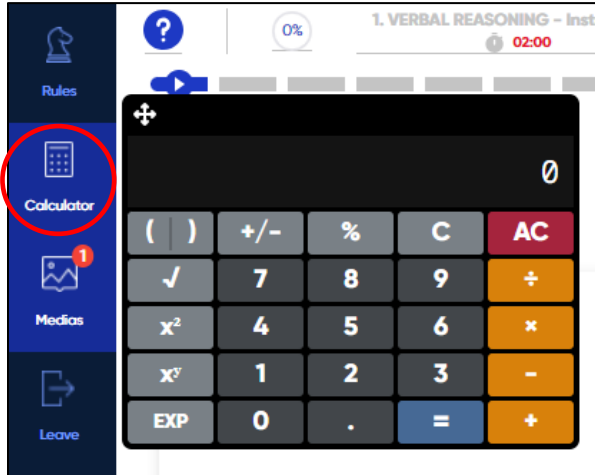 ?
0%
1. VERBAL REASONING - Inst
02:00
Rules
0
Calculator
( ) +/- % C AC
√ 7 8 9 ÷
1
Medias
x² 4 5 6 ×
xʸ 1 2 3 -
EXP 0 . = +
Leave